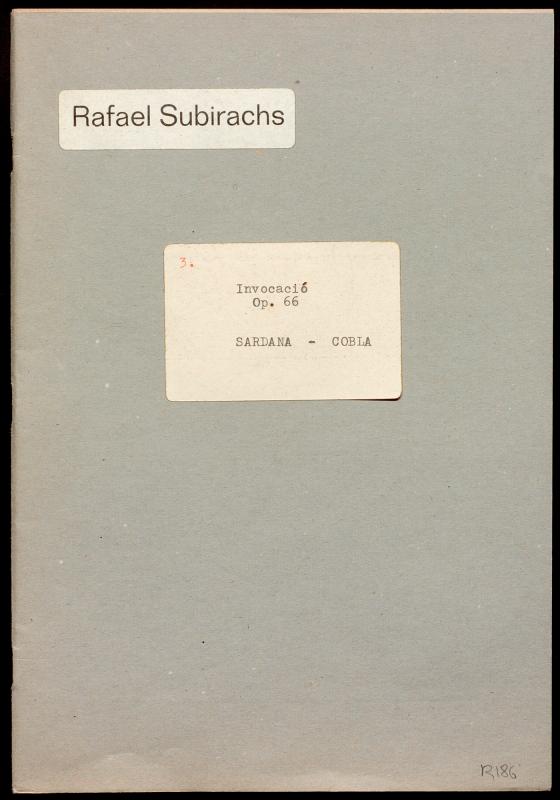 Rafael Subirachs
3.
Invocació
Op. 66
SARDANA - COBLA
R186